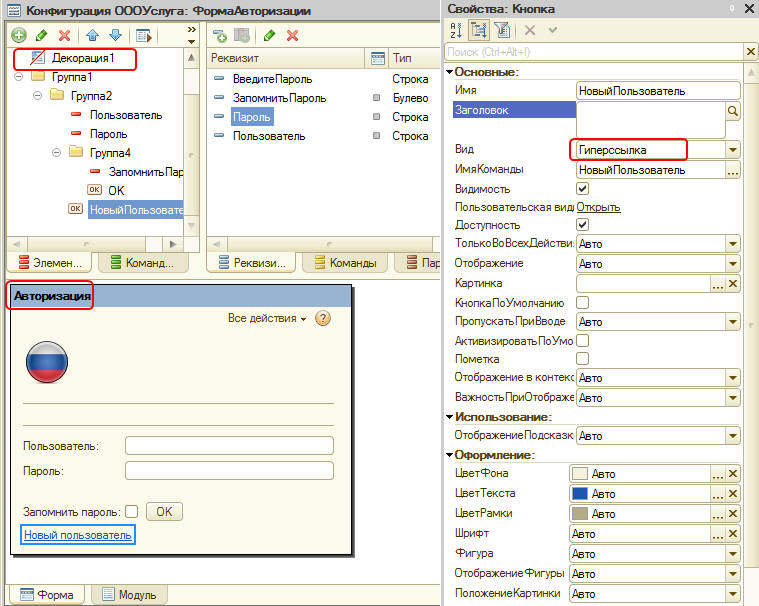 Конфигурация ОООУслуга: ФормаАвторизации
Декорация1
Группа1
Группа2
Пользователь
Пароль
Группа4
ЗапомнитьПар
OK
НовыйПользовате
Элемен...
Команд...
Реквизит
Тип
ВведитеПароль
Строка
ЗапомнитьПароль
Булево
Пароль
Строка
Пользователь
Строка
Реквизи...
Команды
Пар
Авторизация
Все действия
?
Пользователь:
Пароль:
Запомнить пароль:
OK
Новый пользователь
Форма
Модуль
Свойства: Кнопка
Поиск (Ctrl+Alt+I)
Основные:
Имя
НовыйПользователь
Заголовок
Вид
Гиперссылка
ИмяКоманды
НовыйПользователь
...
Видимость
Пользовательская види
Открыть
Доступность
ТолькоВоВсехДействия
Авто
Отображение
Авто
Картинка
...
КнопкаПоУмолчанию
ПропускатьПриВводе
Авто
АктивизироватьПоУмо
Пометка
Отображение в контекс
Авто
ВажностьПриОтображе
Авто
Использование:
ОтображениеПодсказк
Авто
Оформление:
ЦветФона
Авто
...
ЦветТекста
Авто
...
ЦветРамки
Авто
...
Шрифт
Авто
...
Фигура
Авто
ОтображениеФигуры
Авто
ПоложениеКартинки
Авто